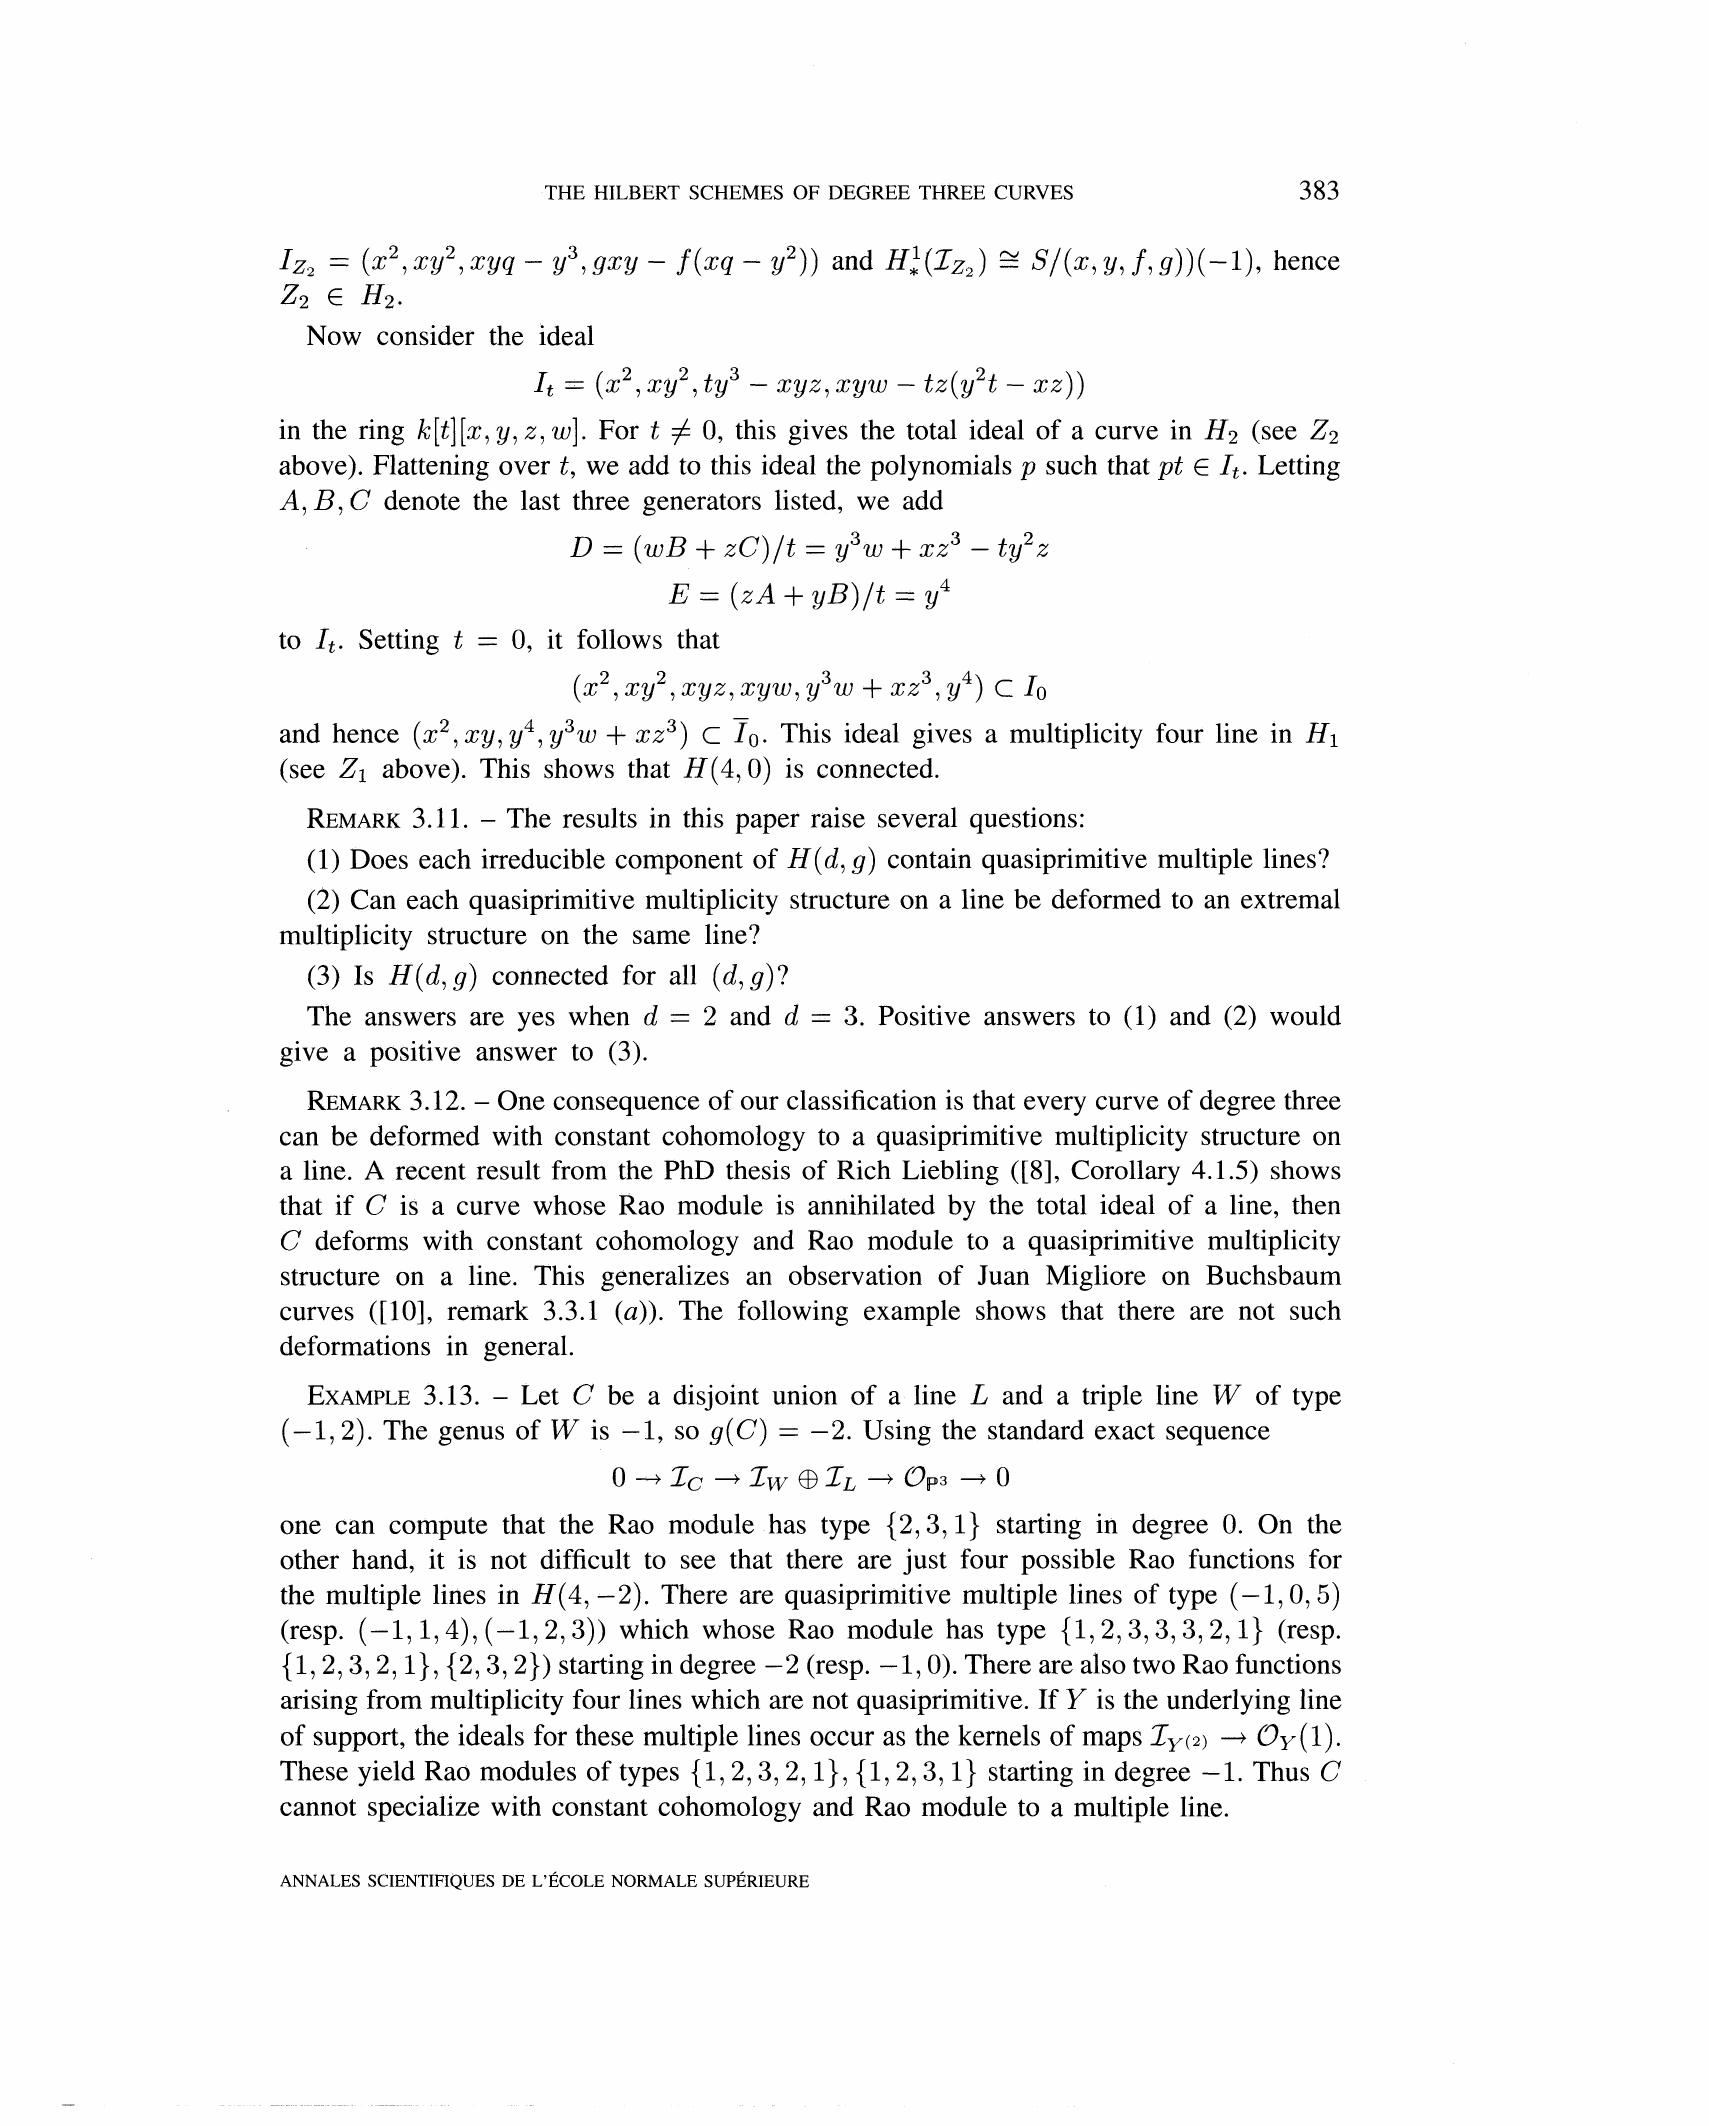 THE HILBERT SCHEMES OF DEGREE THREE CURVES 383
$I_{Z_2} = (x^2, xy^2, xyq - y^3, gxy - f(xq - y^2))$ and $H^1_*(\mathcal{I}_{Z_2}) \cong S/(x, y, f, g))(-1)$, hence
$Z_2 \in H_2$.
Now consider the ideal
$I_t = (x^2, xy^2, ty^3 - xyz, xyw - tz(y^2t - xz))$
in the ring $k[t][x, y, z, w]$. For $t \neq 0$, this gives the total ideal of a curve in $H_2$ (see $Z_2$
above). Flattening over $t$, we add to this ideal the polynomials $p$ such that $pt \in I_t$. Letting
$A, B, C$ denote the last three generators listed, we add
$D = (wB + zC)/t = y^3w + xz^3 - ty^2z$
$E = (zA + yB)/t = y^4$
to $I_t$. Setting $t = 0$, it follows that
$(x^2, xy^2, xyz, xyw, y^3w + xz^3, y^4) \subset I_0$
and hence $(x^2, xy, y^4, y^3w + xz^3) \subset \overline{I}_0$. This ideal gives a multiplicity four line in $H_1$
(see $Z_1$ above). This shows that $H(4, 0)$ is connected.
REMARK 3.11. – The results in this paper raise several questions:
(1) Does each irreducible component of $H(d, g)$ contain quasiprimitive multiple lines?
(2) Can each quasiprimitive multiplicity structure on a line be deformed to an extremal
multiplicity structure on the same line?
(3) Is $H(d, g)$ connected for all $(d, g)$?
The answers are yes when $d = 2$ and $d = 3$. Positive answers to (1) and (2) would
give a positive answer to (3).
REMARK 3.12. – One consequence of our classification is that every curve of degree three
can be deformed with constant cohomology to a quasiprimitive multiplicity structure on
a line. A recent result from the PhD thesis of Rich Liebling ([8], Corollary 4.1.5) shows
that if $C$ is a curve whose Rao module is annihilated by the total ideal of a line, then
$C$ deforms with constant cohomology and Rao module to a quasiprimitive multiplicity
structure on a line. This generalizes an observation of Juan Migliore on Buchsbaum
curves ([10], remark 3.3.1 (a)). The following example shows that there are not such
deformations in general.
EXAMPLE 3.13. – Let $C$ be a disjoint union of a line $L$ and a triple line $W$ of type
$(-1, 2)$. The genus of $W$ is $-1$, so $g(C) = -2$. Using the standard exact sequence
$0 \to \mathcal{I}_C \to \mathcal{I}_W \oplus \mathcal{I}_L \to \mathcal{O}_{\mathbb{P}^3} \to 0$
one can compute that the Rao module has type $\{2, 3, 1\}$ starting in degree 0. On the
other hand, it is not difficult to see that there are just four possible Rao functions for
the multiple lines in $H(4, -2)$. There are quasiprimitive multiple lines of type $(-1, 0, 5)$
(resp. $(-1, 1, 4), (-1, 2, 3)$) which whose Rao module has type $\{1, 2, 3, 3, 3, 2, 1\}$ (resp.
$\{1, 2, 3, 2, 1\}, \{2, 3, 2\}$) starting in degree $-2$ (resp. $-1, 0$). There are also two Rao functions
arising from multiplicity four lines which are not quasiprimitive. If $Y$ is the underlying line
of support, the ideals for these multiple lines occur as the kernels of maps $\mathcal{I}_{Y^{(2)}} \to \mathcal{O}_Y(1)$.
These yield Rao modules of types $\{1, 2, 3, 2, 1\}, \{1, 2, 3, 1\}$ starting in degree $-1$. Thus $C$
cannot specialize with constant cohomology and Rao module to a multiple line.
ANNALES SCIENTIFIQUES DE L'ÉCOLE NORMALE SUPÉRIEURE